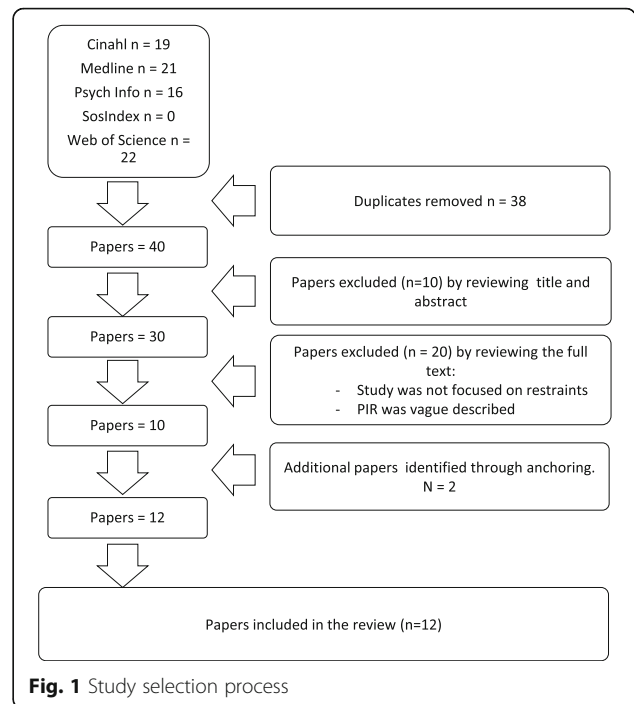 Cinahl n = 19
Medline n = 21
Psych Info n = 16
SosIndex n = 0
Web of Science n =
22
Duplicates removed n = 38
Papers = 40
Papers excluded (n=10) by reviewing title and
abstract
Papers = 30
Papers excluded (n = 20) by reviewing the full
text:
- Study was not focused on restraints
- PIR was vague described
Papers = 10
Additional papers identified through anchoring.
N = 2
Papers = 12
Papers included in the review (n=12)
Fig. 1 Study selection process